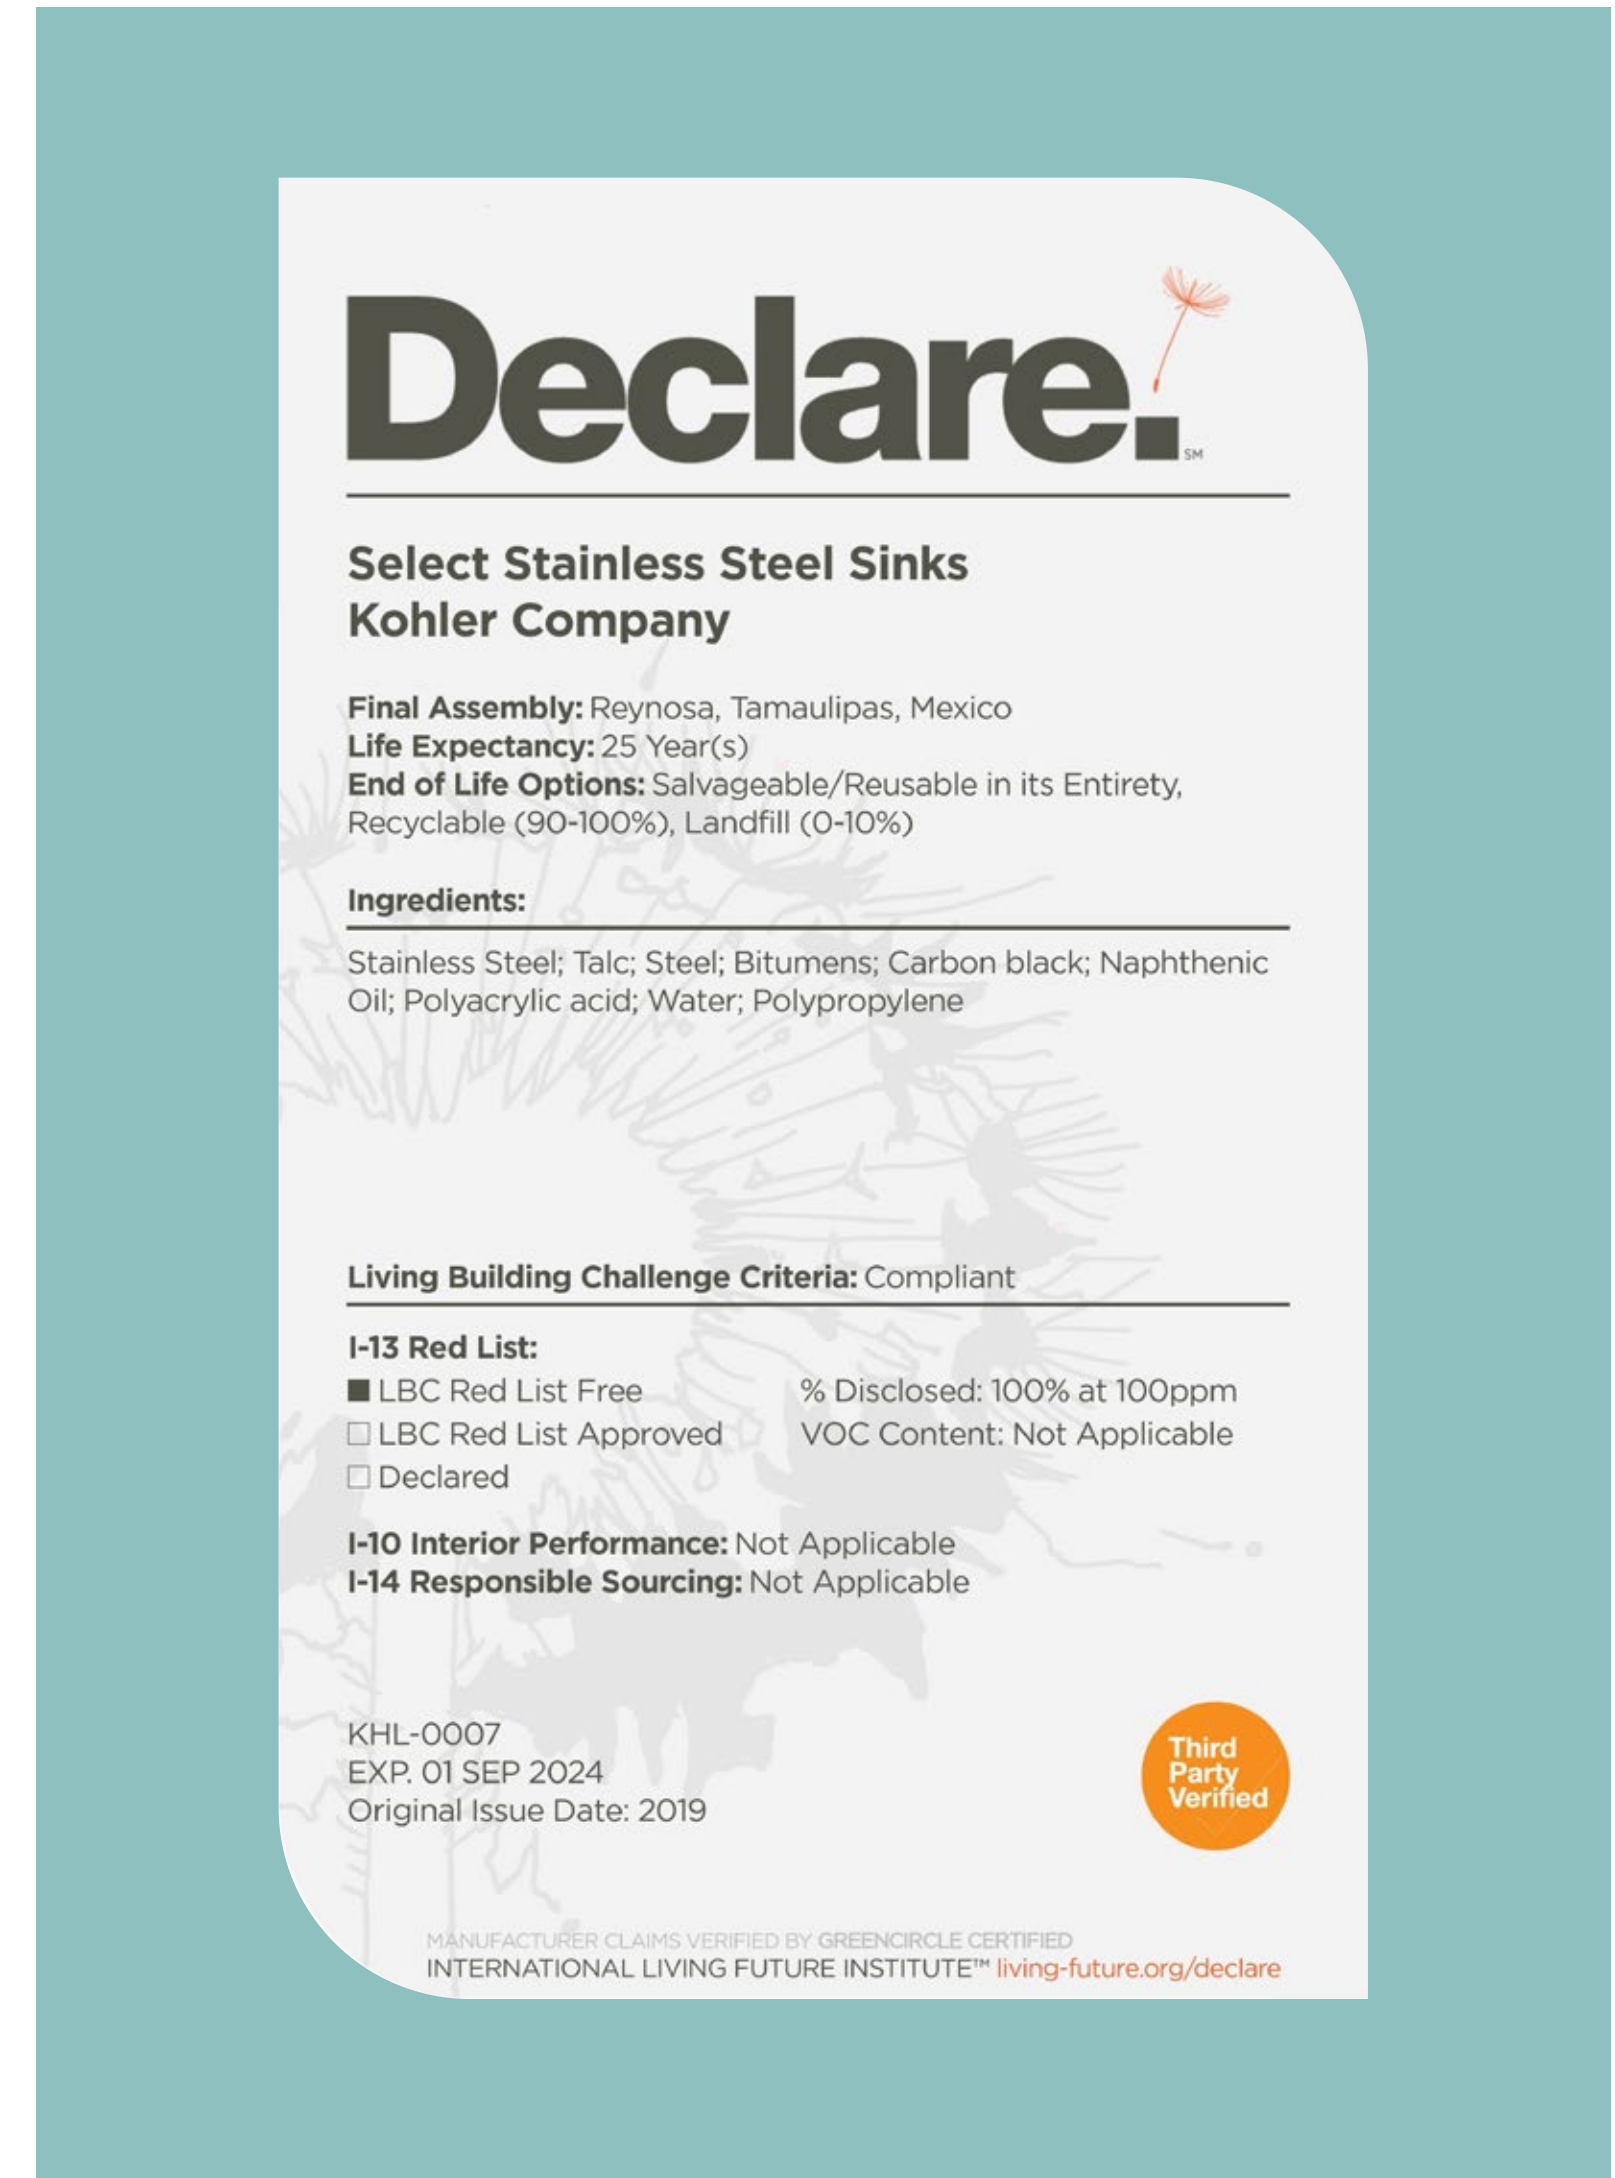 Declare.SM
Select Stainless Steel Sinks
Kohler Company
Final Assembly: Reynosa, Tamaulipas, Mexico
Life Expectancy: 25 Year(s)
End of Life Options: Salvageable/Reusable in its Entirety,
Recyclable (90-100%), Landfill (0-10%)
Ingredients:
Stainless Steel; Talc; Steel; Bitumens; Carbon black; Naphthenic
Oil; Polyacrylic acid; Water; Polypropylene
Living Building Challenge Criteria: Compliant
I-13 Red List:
■ LBC Red List Free % Disclosed: 100% at 100ppm
□ LBC Red List Approved VOC Content: Not Applicable
□ Declared
I-10 Interior Performance: Not Applicable
I-14 Responsible Sourcing: Not Applicable
KHL-0007
EXP. 01 SEP 2024
Original Issue Date: 2019
Third
Party
Verified
MANUFACTURER CLAIMS VERIFIED BY GREENCIRCLE CERTIFIED
INTERNATIONAL LIVING FUTURE INSTITUTE™ living-future.org/declare